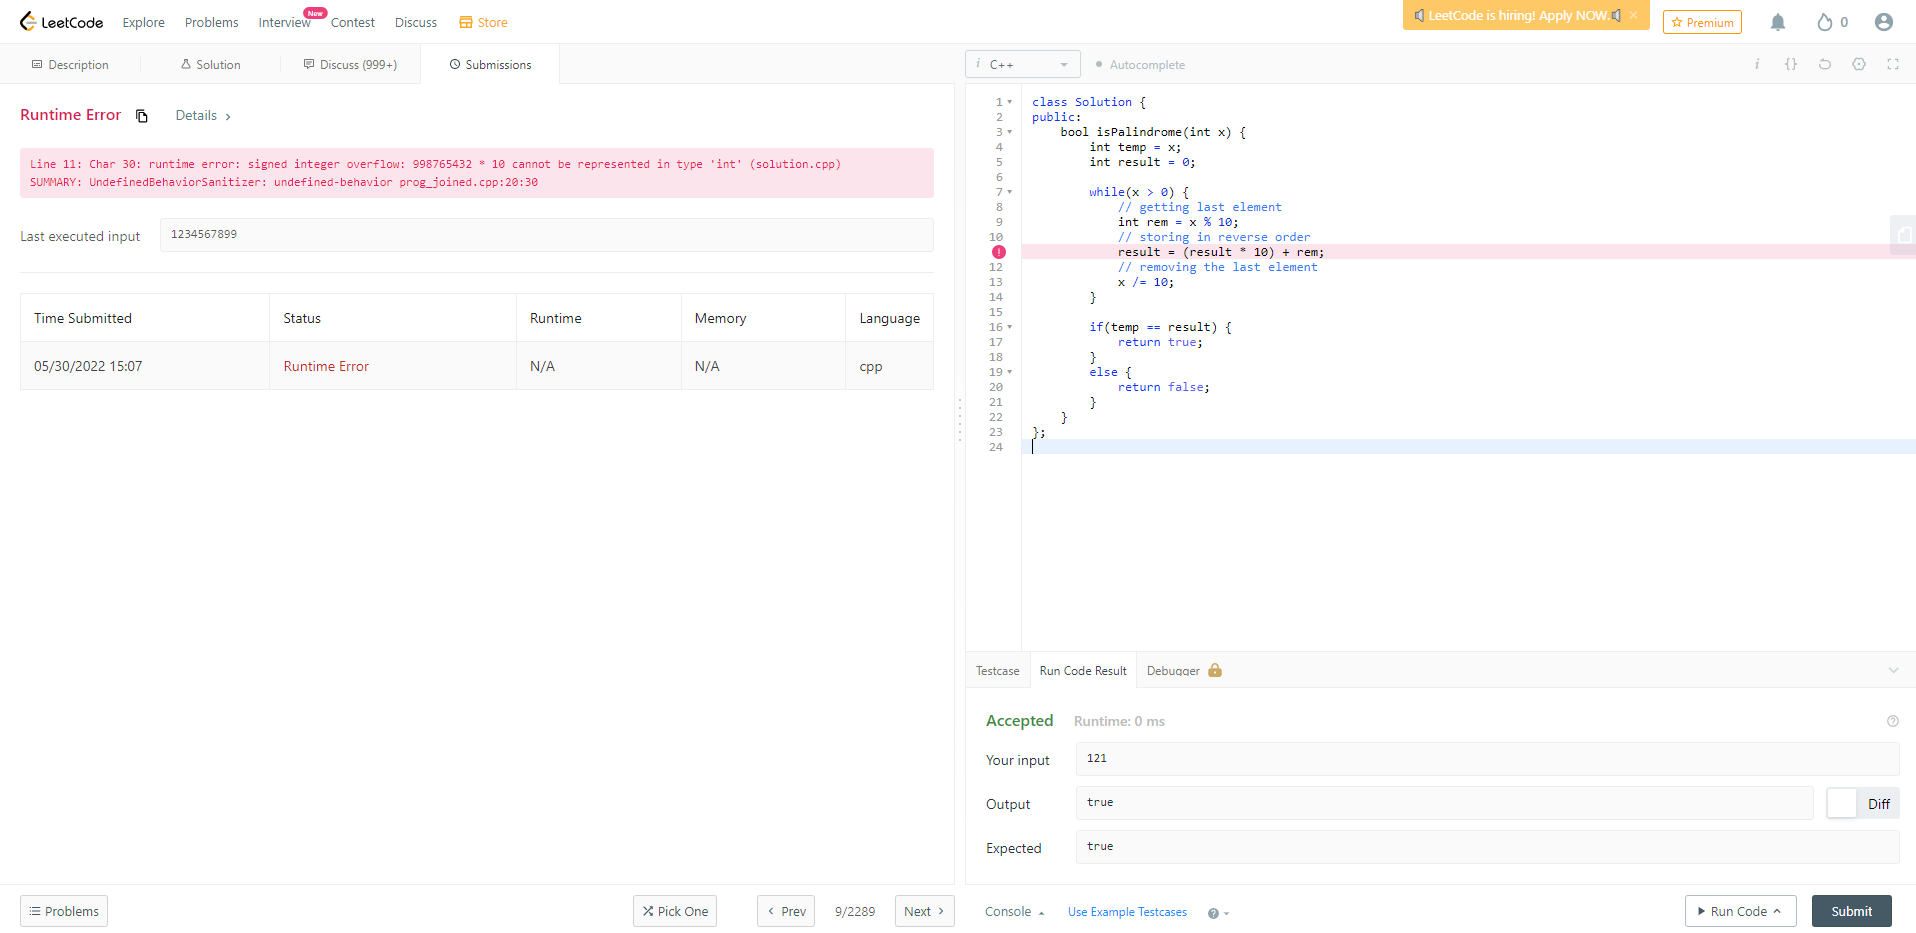 LeetCode
Explore
Problems
Interview
New
Contest
Discuss
Store
LeetCode is hiring! Apply NOW.
×
Premium
0
Description
Solution
Discuss (999+)
Submissions
i C++
Autocomplete
i {}
Runtime Error
Details >
Line 11: Char 30: runtime error: signed integer overflow: 998765432 * 10 cannot be represented in type 'int' (solution.cpp)
SUMMARY: UndefinedBehaviorSanitizer: undefined-behavior prog_joined.cpp:20:30
Last executed input
1234567899
Time Submitted Status Runtime Memory Language
05/30/2022 15:07 Runtime Error N/A N/A cpp
1 class Solution {
2 public:
3 bool isPalindrome(int x) {
4 int temp = x;
5 int result = 0;
6
7 while(x > 0) {
8 // getting last element
9 int rem = x % 10;
10 // storing in reverse order
! result = (result * 10) + rem;
12 // removing the last element
13 x /= 10;
14 }
15
16 if(temp == result) {
17 return true;
18 }
19 else {
20 return false;
21 }
22 }
23 };
24
Testcase
Run Code Result
Debugger
Accepted
Runtime: 0 ms
?
Your input
121
Output
true
Diff
Expected
true
Problems
Pick One
< Prev
9/2289
Next >
Console
Use Example Testcases
?
Run Code
Submit